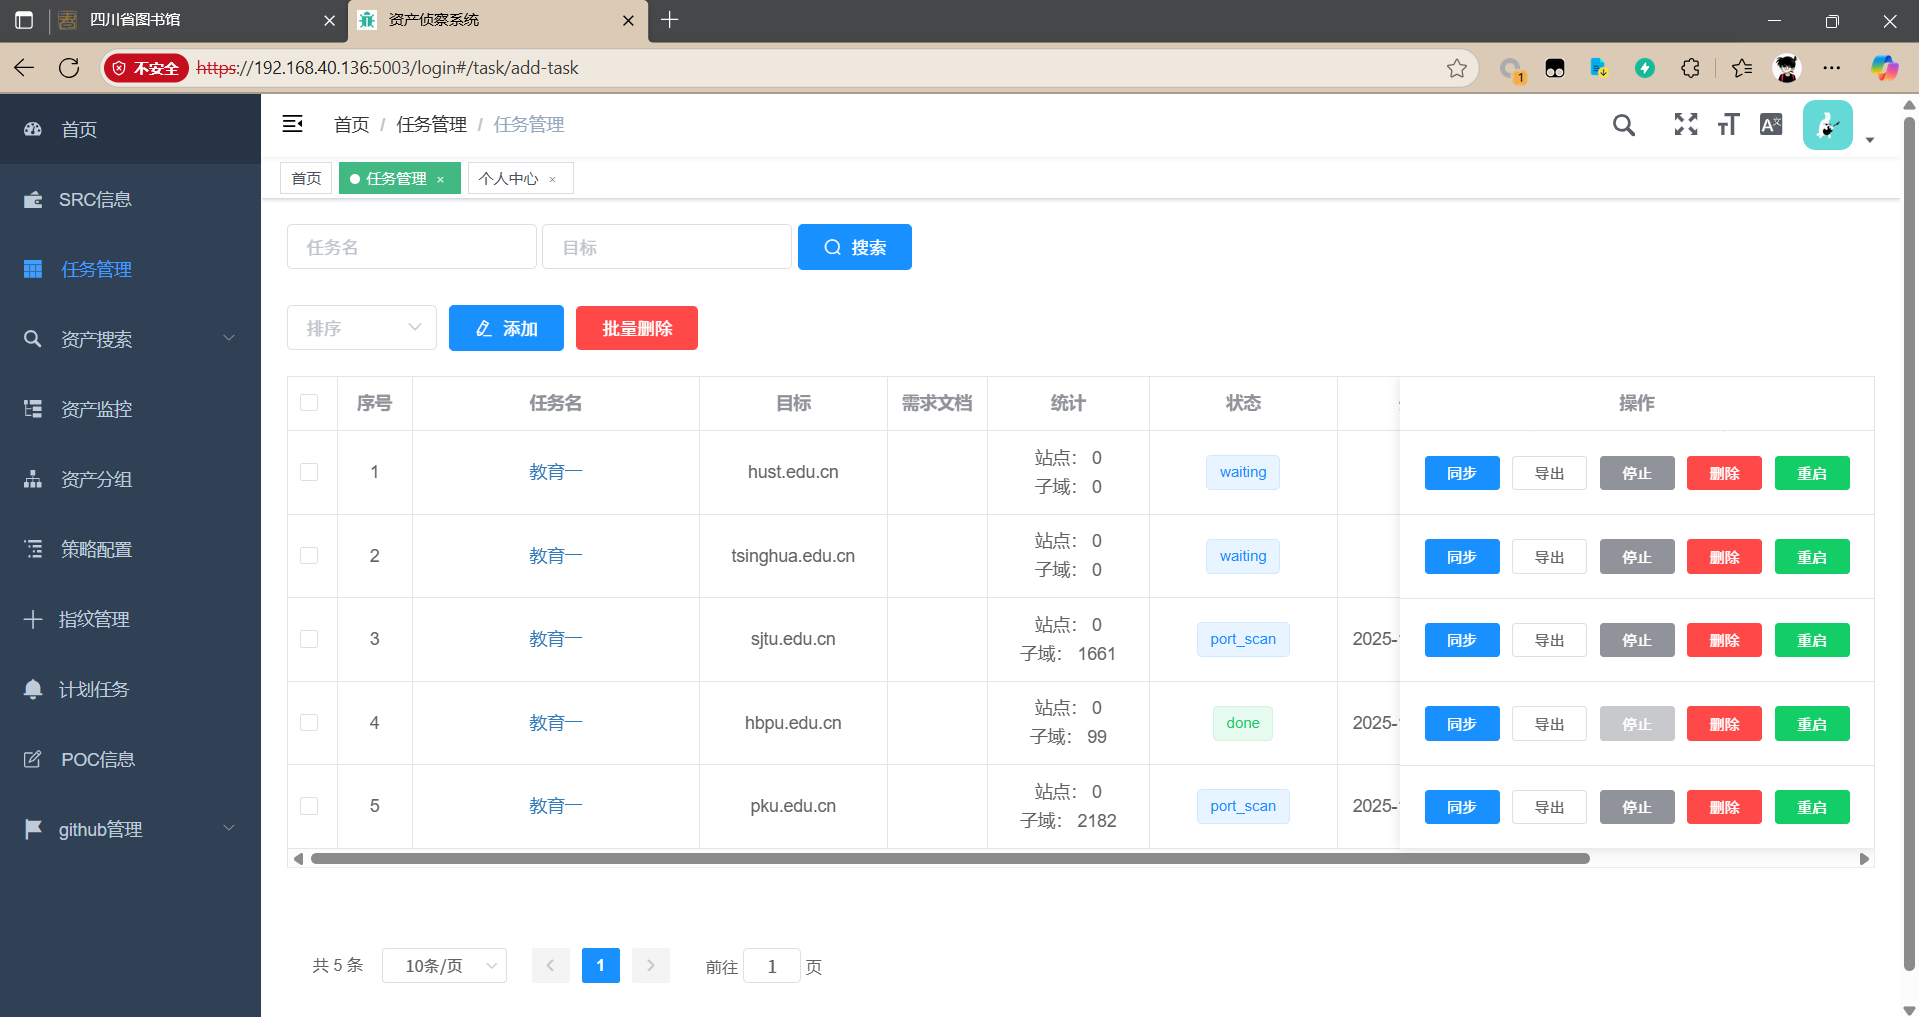 四川省图书馆
资产侦察系统
不安全 https://192.168.40.136:5003/login#/task/add-task
1
首页
SRC信息
任务管理
资产搜索
资产监控
资产分组
策略配置
指纹管理
计划任务
POC信息
github管理
首页 / 任务管理 / 任务管理
首页 任务管理 × 个人中心 ×
任务名 目标 搜索
排序 添加 批量删除
序号 任务名 目标 需求文档 统计 状态 操作
1 教育一 hust.edu.cn 站点： 0 waiting 同步 导出 停止 删除 重启
子域： 0
2 教育一 tsinghua.edu.cn 站点： 0 waiting 同步 导出 停止 删除 重启
子域： 0
3 教育一 sjtu.edu.cn 站点： 0 port_scan 2025- 同步 导出 停止 删除 重启
子域： 1661
4 教育一 hbpu.edu.cn 站点： 0 done 2025- 同步 导出 停止 删除 重启
子域： 99
5 教育一 pku.edu.cn 站点： 0 port_scan 2025- 同步 导出 停止 删除 重启
子域： 2182
共 5 条 10条/页 1 前往 1 页